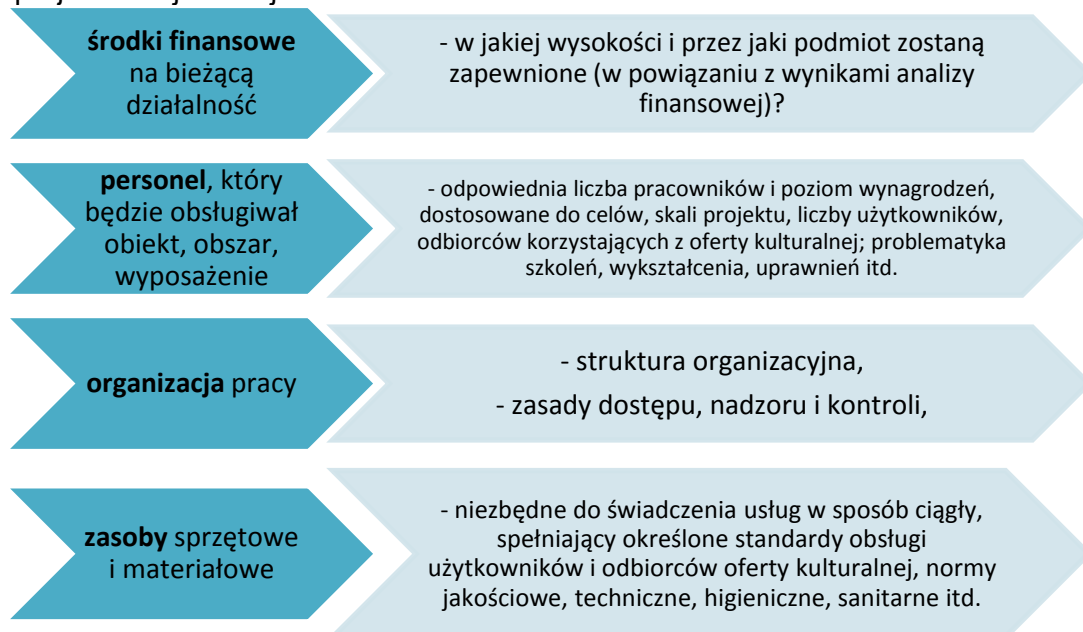 środki finansowe
na bieżącą
działalność
- w jakiej wysokości i przez jaki podmiot zostaną
zapewnione (w powiązaniu z wynikami analizy
finansowej)?
personel, który
będzie obsługiwał
obiekt, obszar,
wyposażenie
- odpowiednia liczba pracowników i poziom wynagrodzeń,
dostosowane do celów, skali projektu, liczby użytkowników,
odbiorców korzystających z oferty kulturalnej; problematyka
szkoleń, wykształcenia, uprawnień itd.
organizacja pracy
- struktura organizacyjna,
- zasady dostępu, nadzoru i kontroli,
zasoby sprzętowe
i materiałowe
- niezbędne do świadczenia usług w sposób ciągły,
spełniający określone standardy obsługi
użytkowników i odbiorców oferty kulturalnej, normy
jakościowe, techniczne, higieniczne, sanitarne itd.